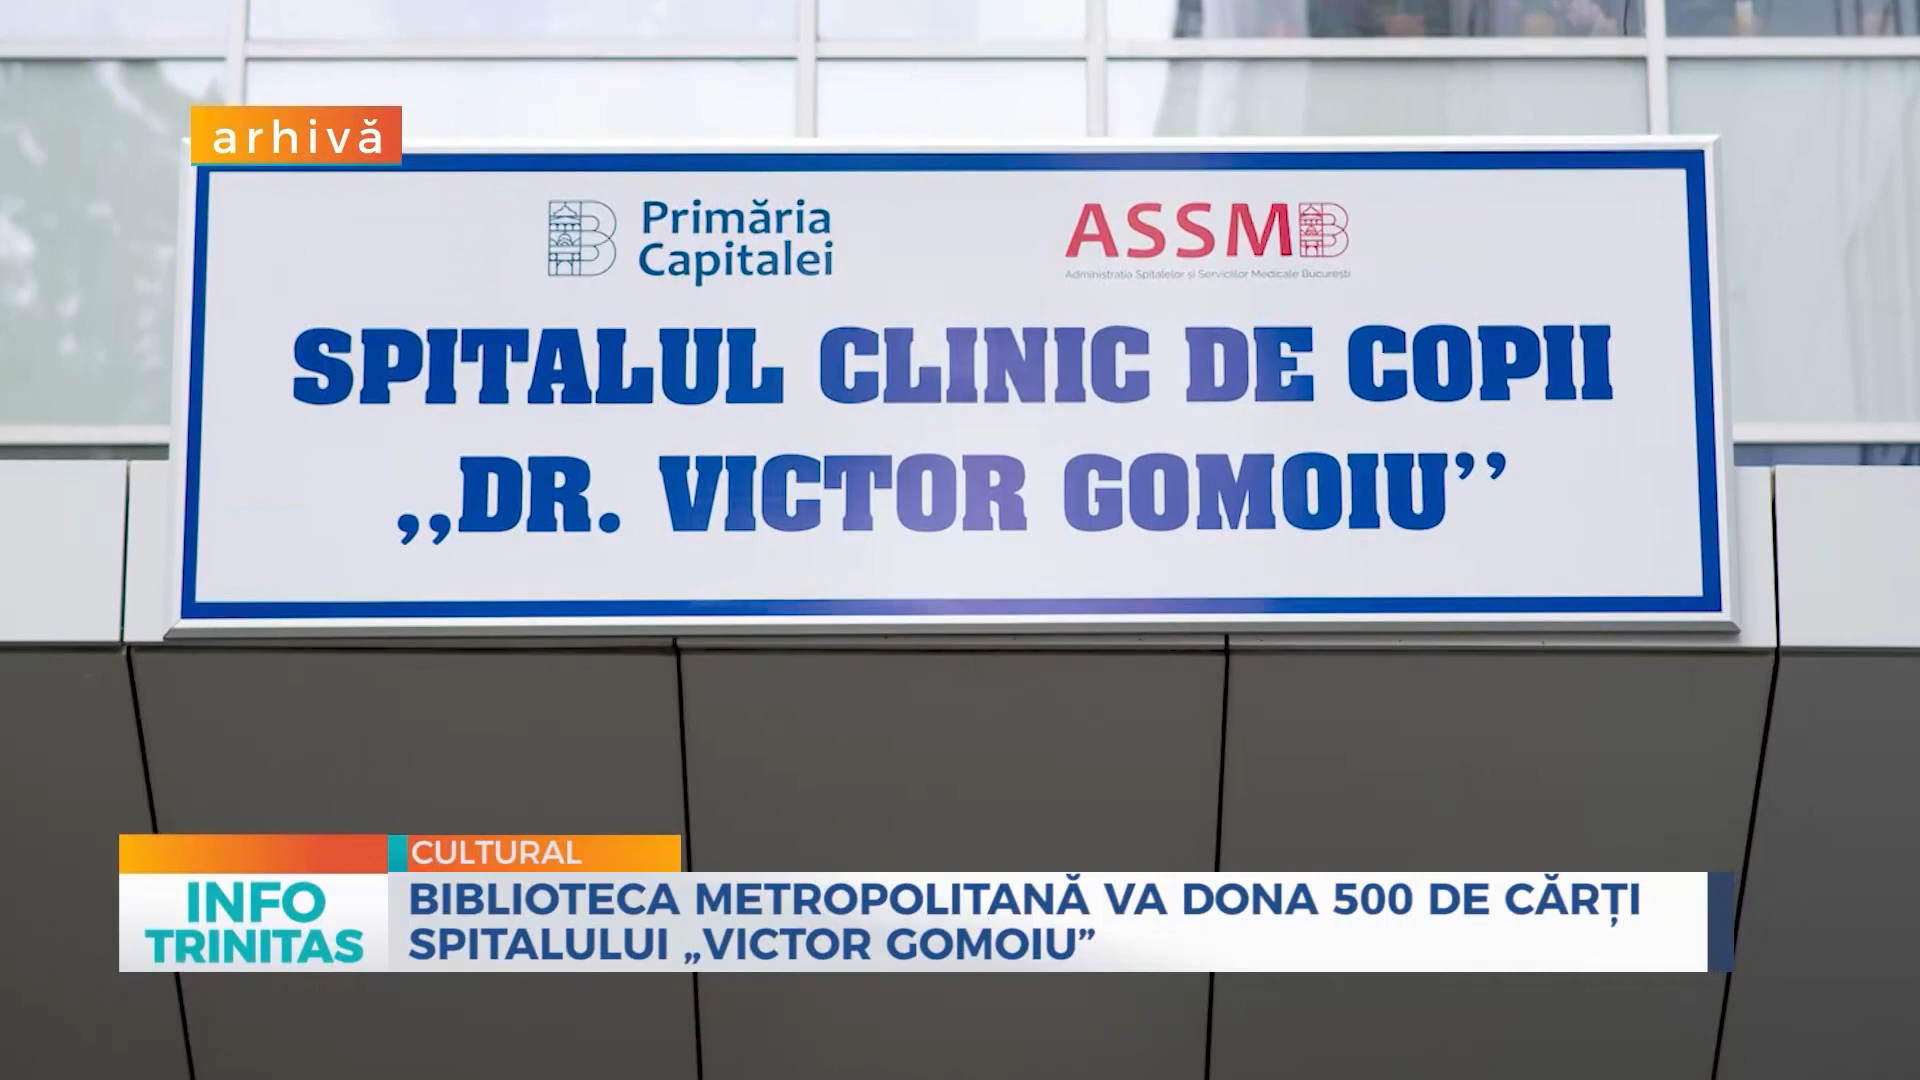 arhivă
Primăria
Capitalei
ASSMB
Administrația Spitalelor și Serviciilor Medicale București
SPITALUL CLINIC DE COPII
,,DR. VICTOR GOMOIU’’
CULTURAL
INFO
TRINITAS
BIBLIOTECA METROPOLITANĂ VA DONA 500 DE CĂRȚI
SPITALULUI „VICTOR GOMOIU”